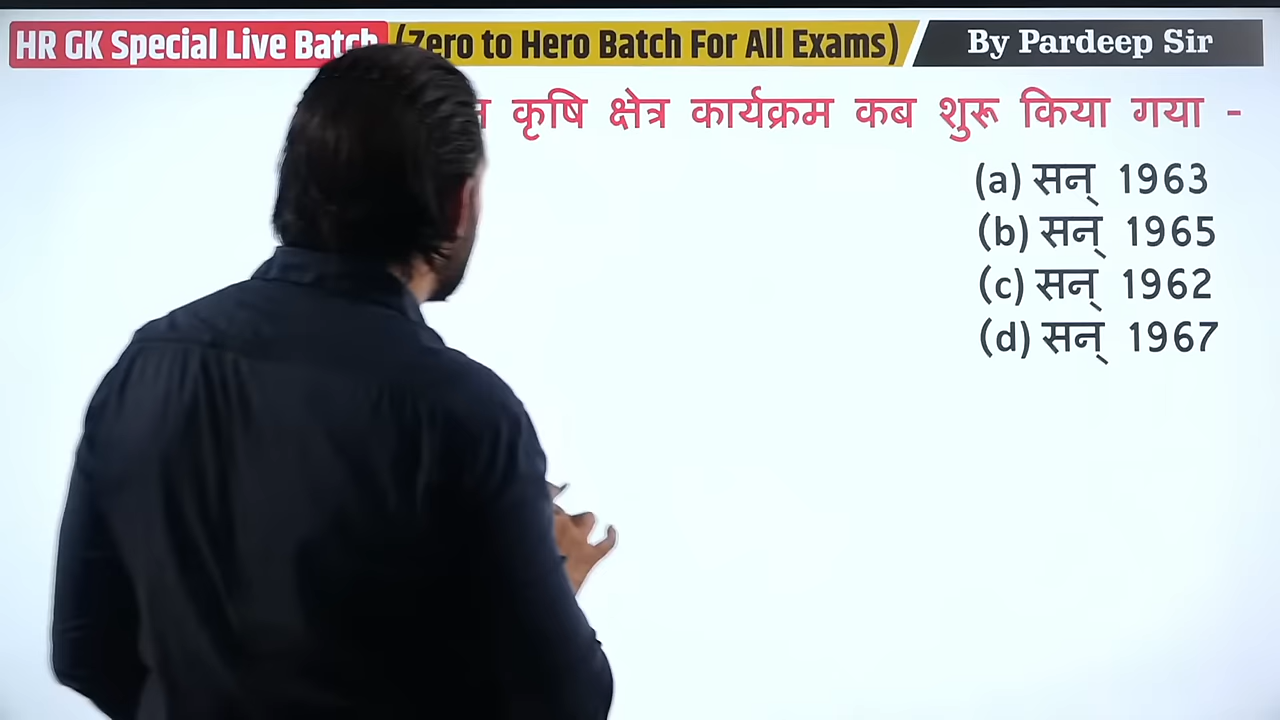 HR GK Special Live Batch (Zero to Hero Batch For All Exams) By Pardeep Sir
कृषि क्षेत्र कार्यक्रम कब शुरू किया गया -
(a) सन् 1963
(b) सन् 1965
(c) सन् 1962
(d) सन् 1967